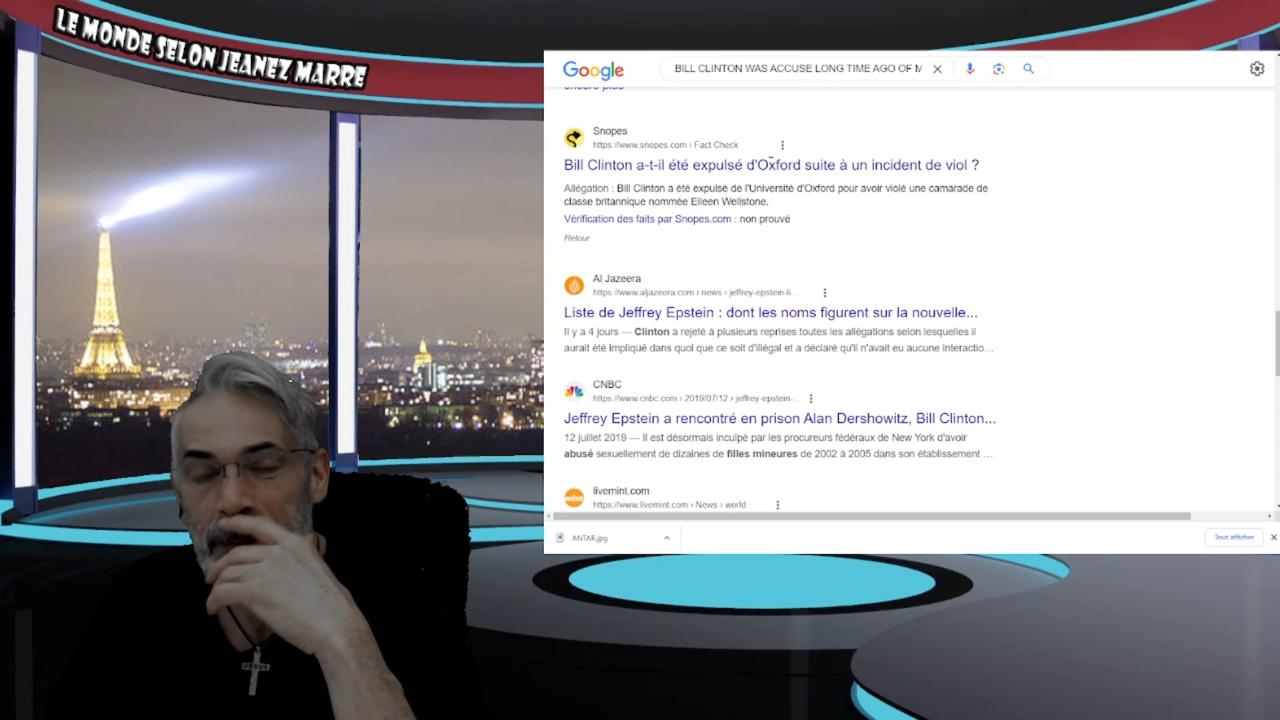 LE MONDE SELON JEANEZ MARRE
Google
BILL CLINTON WAS ACCUSE LONG TIME AGO OF M
encore plus
Snopes
https://www.snopes.com › Fact Check
Bill Clinton a-t-il été expulsé d'Oxford suite à un incident de viol ?
Allégation : Bill Clinton a été expulsé de l'Université d'Oxford pour avoir violé une camarade de
classe britannique nommée Eileen Wellstone.
Vérification des faits par Snopes.com : non prouvé
Retour
Al Jazeera
https://www.aljazeera.com › news › jeffrey-epstein-li...
Liste de Jeffrey Epstein : dont les noms figurent sur la nouvelle...
Il y a 4 jours — Clinton a rejeté à plusieurs reprises toutes les allégations selon lesquelles il
aurait été impliqué dans quoi que ce soit d'illégal et a déclaré qu'il n'avait eu aucune interactio...
CNBC
https://www.cnbc.com › 2019/07/12 › jeffrey-epstein-...
Jeffrey Epstein a rencontré en prison Alan Dershowitz, Bill Clinton...
12 juillet 2019 — Il est désormais inculpé par les procureurs fédéraux de New York d'avoir
abusé sexuellement de dizaines de filles mineures de 2002 à 2005 dans son établissement ...
mint
livemint.com
https://www.livemint.com › News › world
ANTAR.jpg
Tout afficher
JESUS